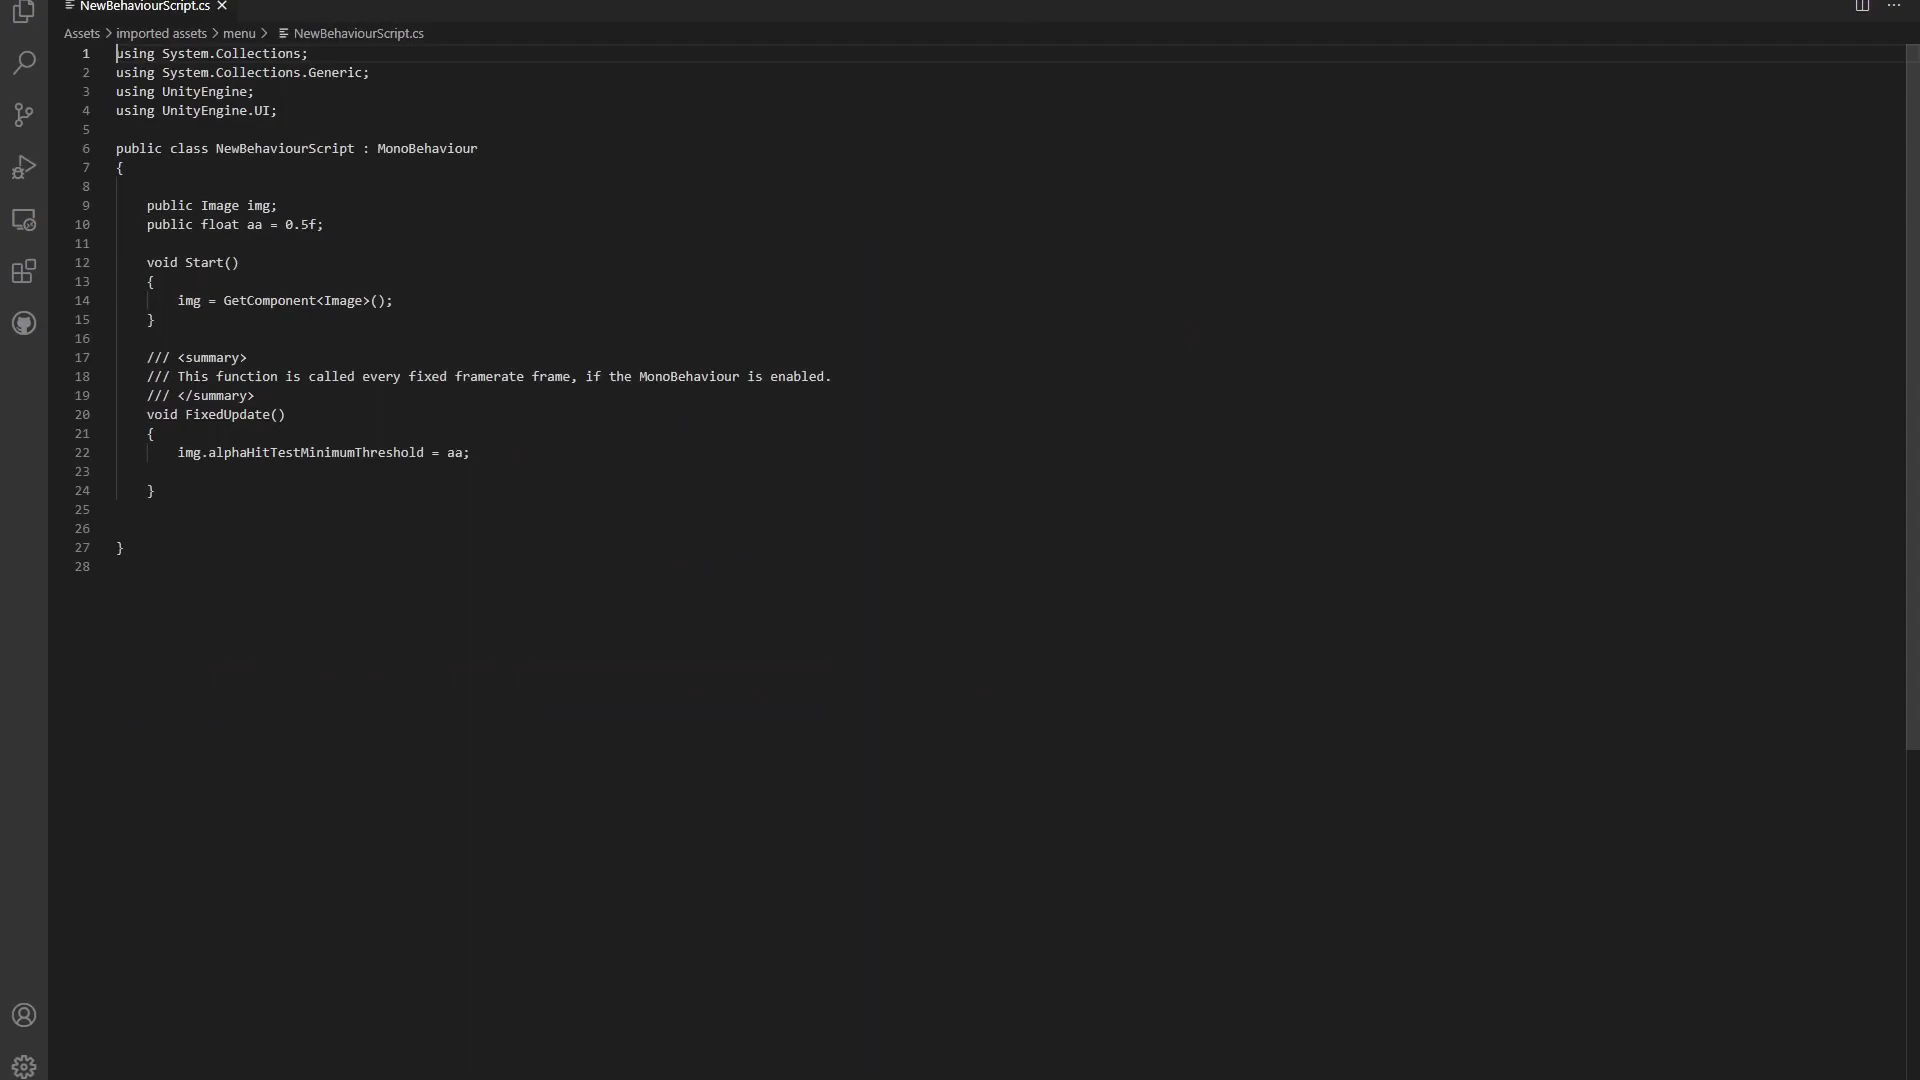 NewBehaviourScript.cs
Assets > imported assets > menu > NewBehaviourScript.cs
1 using System.Collections;
2 using System.Collections.Generic;
3 using UnityEngine;
4 using UnityEngine.UI;
5
6 public class NewBehaviourScript : MonoBehaviour
7 {
8
9 public Image img;
10 public float aa = 0.5f;
11
12 void Start()
13 {
14 img = GetComponent<Image>();
15 }
16
17 /// <summary>
18 /// This function is called every fixed framerate frame, if the MonoBehaviour is enabled.
19 /// </summary>
20 void FixedUpdate()
21 {
22 img.alphaHitTestMinimumThreshold = aa;
23
24 }
25
26
27 }
28